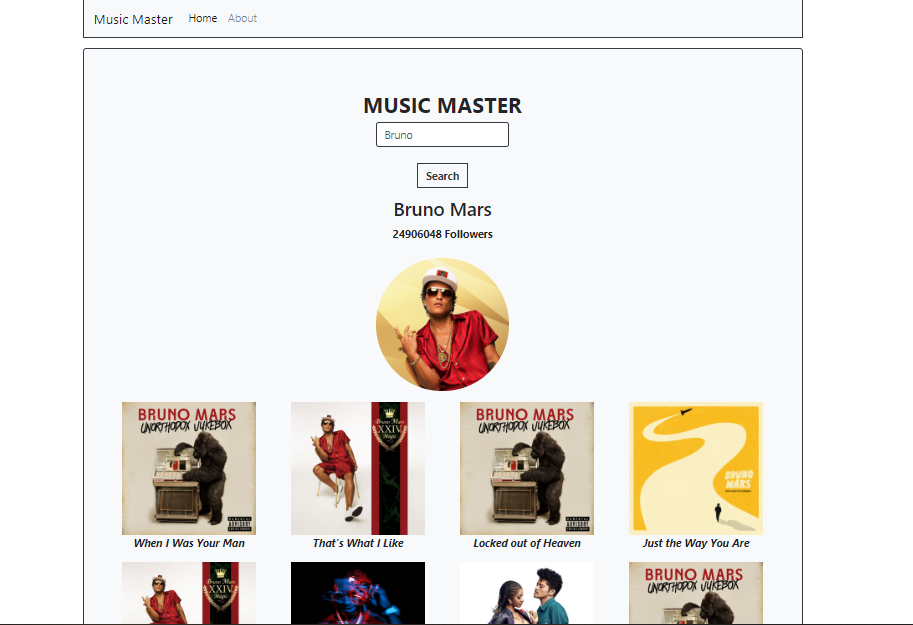 Music Master Home About
MUSIC MASTER
Bruno
Search
Bruno Mars
24906048 Followers
BRUNO MARS
UNORTHODOX JUKEBOX
Bruno Mars
XXIV
Magic
BRUNO MARS
UNORTHODOX JUKEBOX
BRUNO
MARS
When I Was Your Man
That's What I Like
Locked out of Heaven
Just the Way You Are
Bruno Mars
XXIV
Magic
BRUNO MARS
UNORTHODOX JUKEBOX